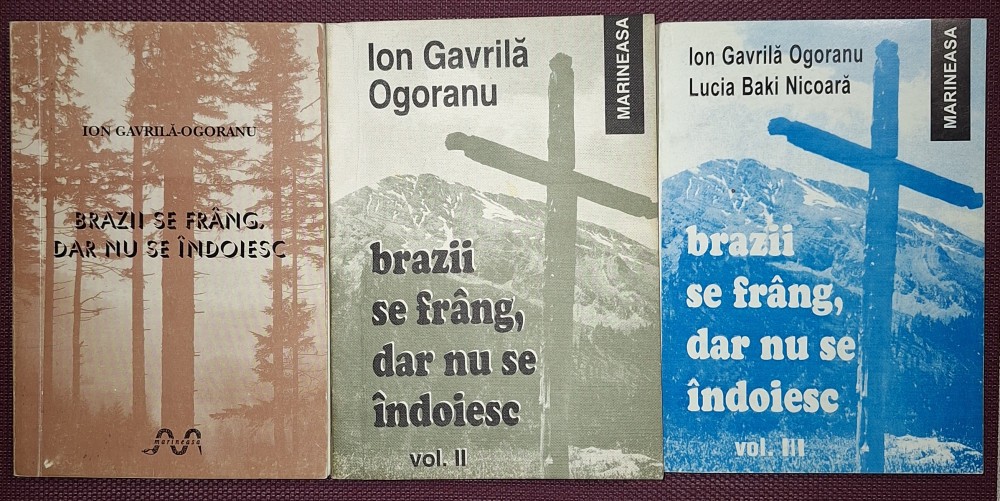 ION GAVRILĂ-OGORANU
BRAZII SE FRÂNG,
DAR NU SE ÎNDOIESC
marineasa
Ion Gavrilă
Ogoranu
MARINEASA
brazii
se frâng,
dar nu se
îndoiesc
vol. II
Ion Gavrilă Ogoranu
Lucia Baki Nicoară
MARINEASA
brazii
se frâng,
dar nu se
îndoiesc
vol. III